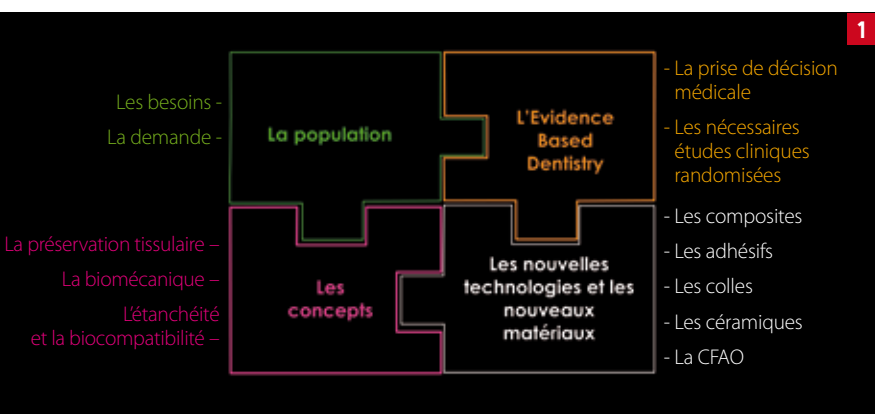 1
Les besoins -
La demande -
La population
L'Evidence
Based
Dentistry
- La prise de décision
médicale
- Les nécessaires
études cliniques
randomisées
La préservation tissulaire –
La biomécanique –
L'étanchéité
et la biocompatibilité –
Les
concepts
Les nouvelles
technologies et les
nouveaux
matériaux
- Les composites
- Les adhésifs
- Les colles
- Les céramiques
- La CFAO